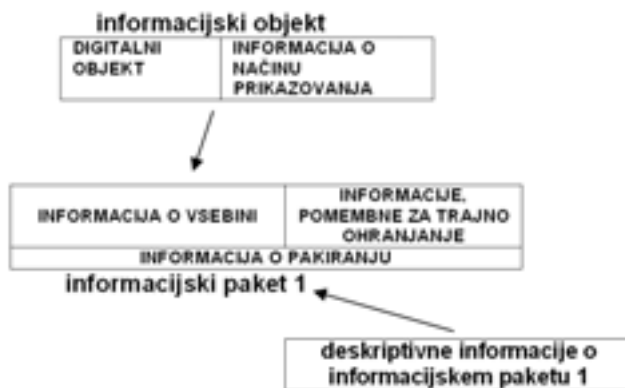 informacijski objekt
DIGITALNI
OBJEKT
INFORMACIJA O
NAČINU
PRIKAZOVANJA
INFORMACIJA O VSEBINI
INFORMACIJE,
POMEMBNE ZA TRAJNO
OHRANJANJE
INFORMACIJA O PAKIRANJU
informacijski paket 1
deskriptivne informacije o
informacijskem paketu 1